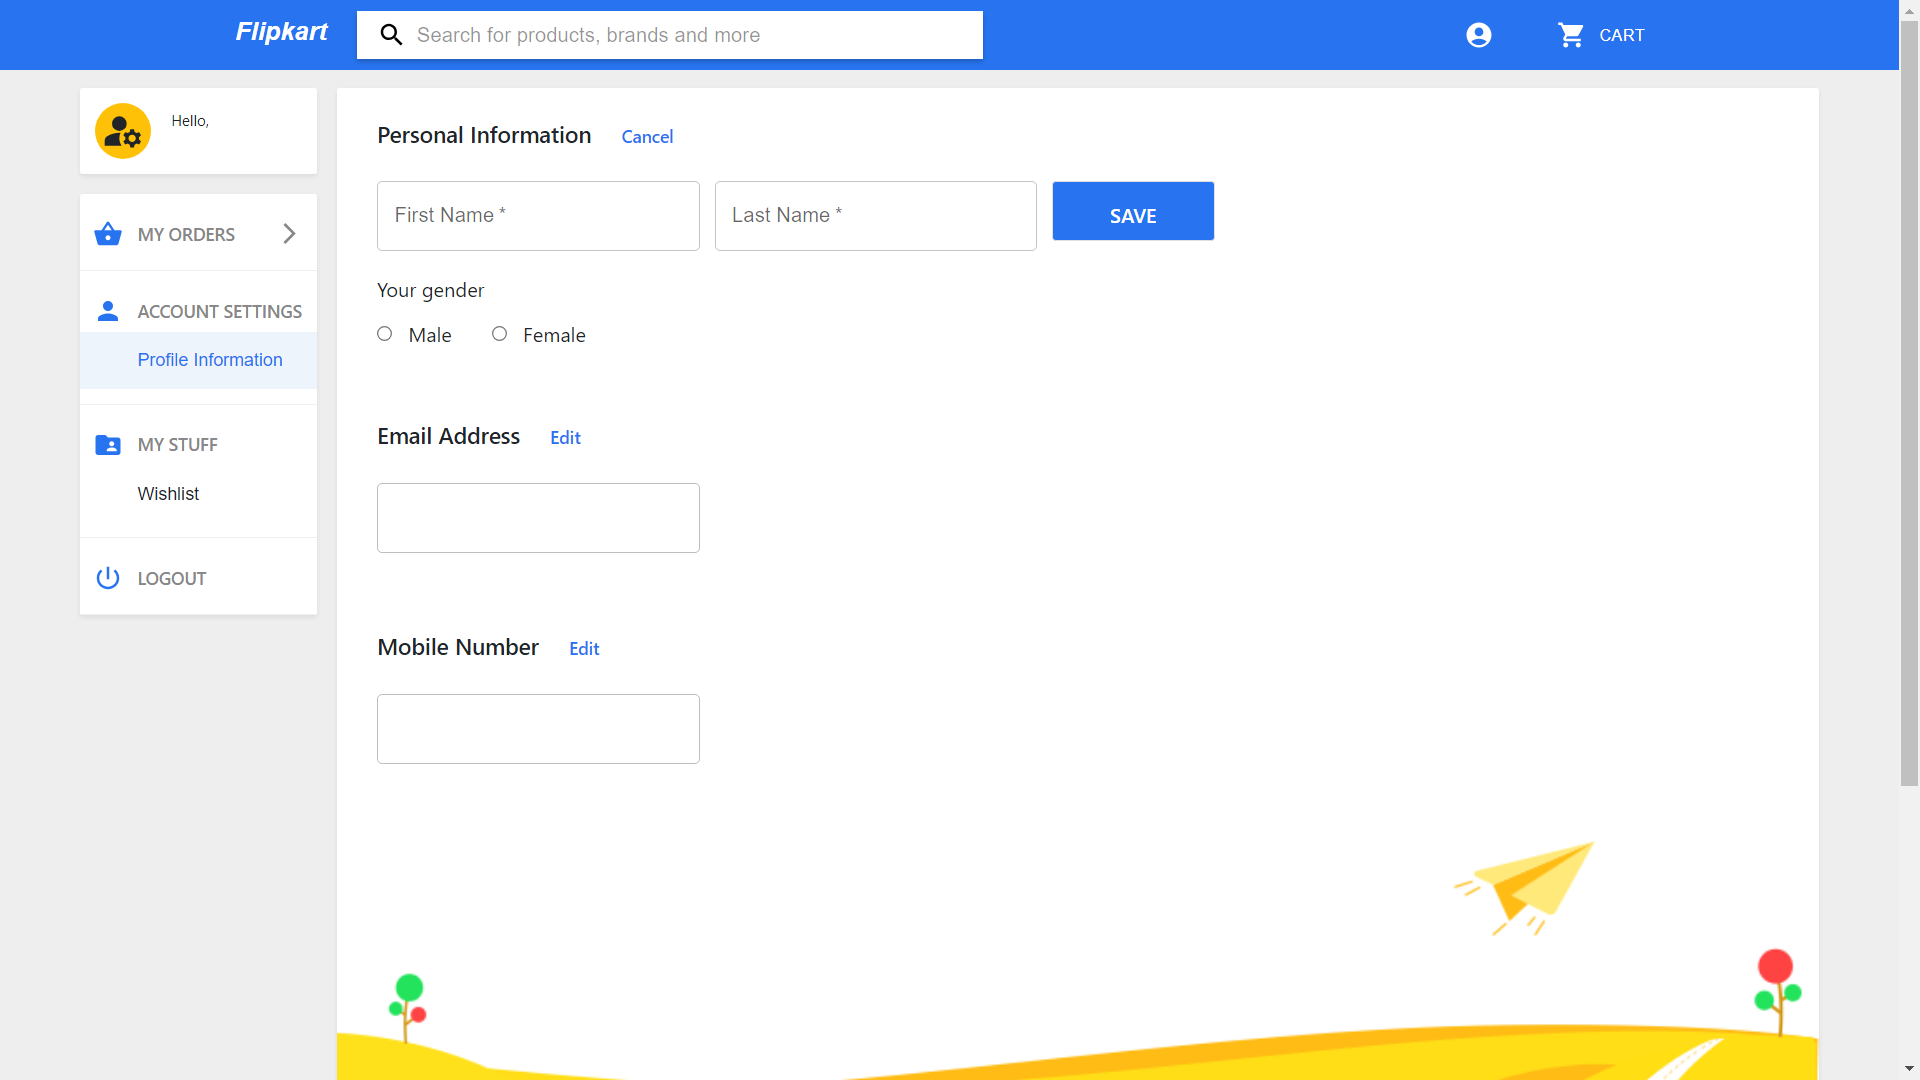 Flipkart
Search for products, brands and more
CART
Hello,
MY ORDERS
ACCOUNT SETTINGS
Profile Information
MY STUFF
Wishlist
LOGOUT
Personal Information Cancel
First Name * Last Name * SAVE
Your gender
Male Female
Email Address Edit
Mobile Number Edit